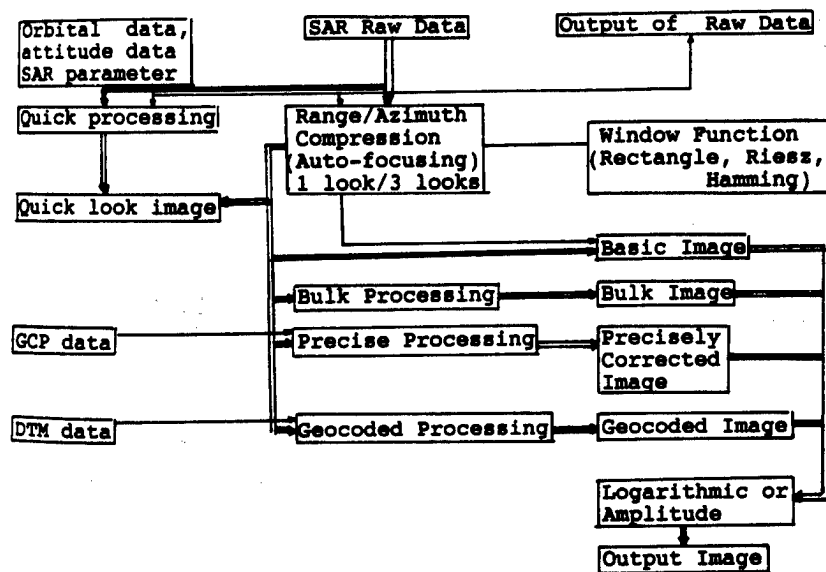 Orbital data,
attitude data
SAR parameter
SAR Raw Data
Output of Raw Data
Quick processing
Range/Azimuth
Compression
(Auto-focusing)
1 look/3 looks
Window Function
(Rectangle, Riesz,
Hamming)
Quick look image
Basic Image
Bulk Processing
Bulk Image
GCP data
Precise Processing
Precisely
Corrected
Image
DTM data
Geocoded Processing
Geocoded Image
Logarithmic or
Amplitude
Output Image